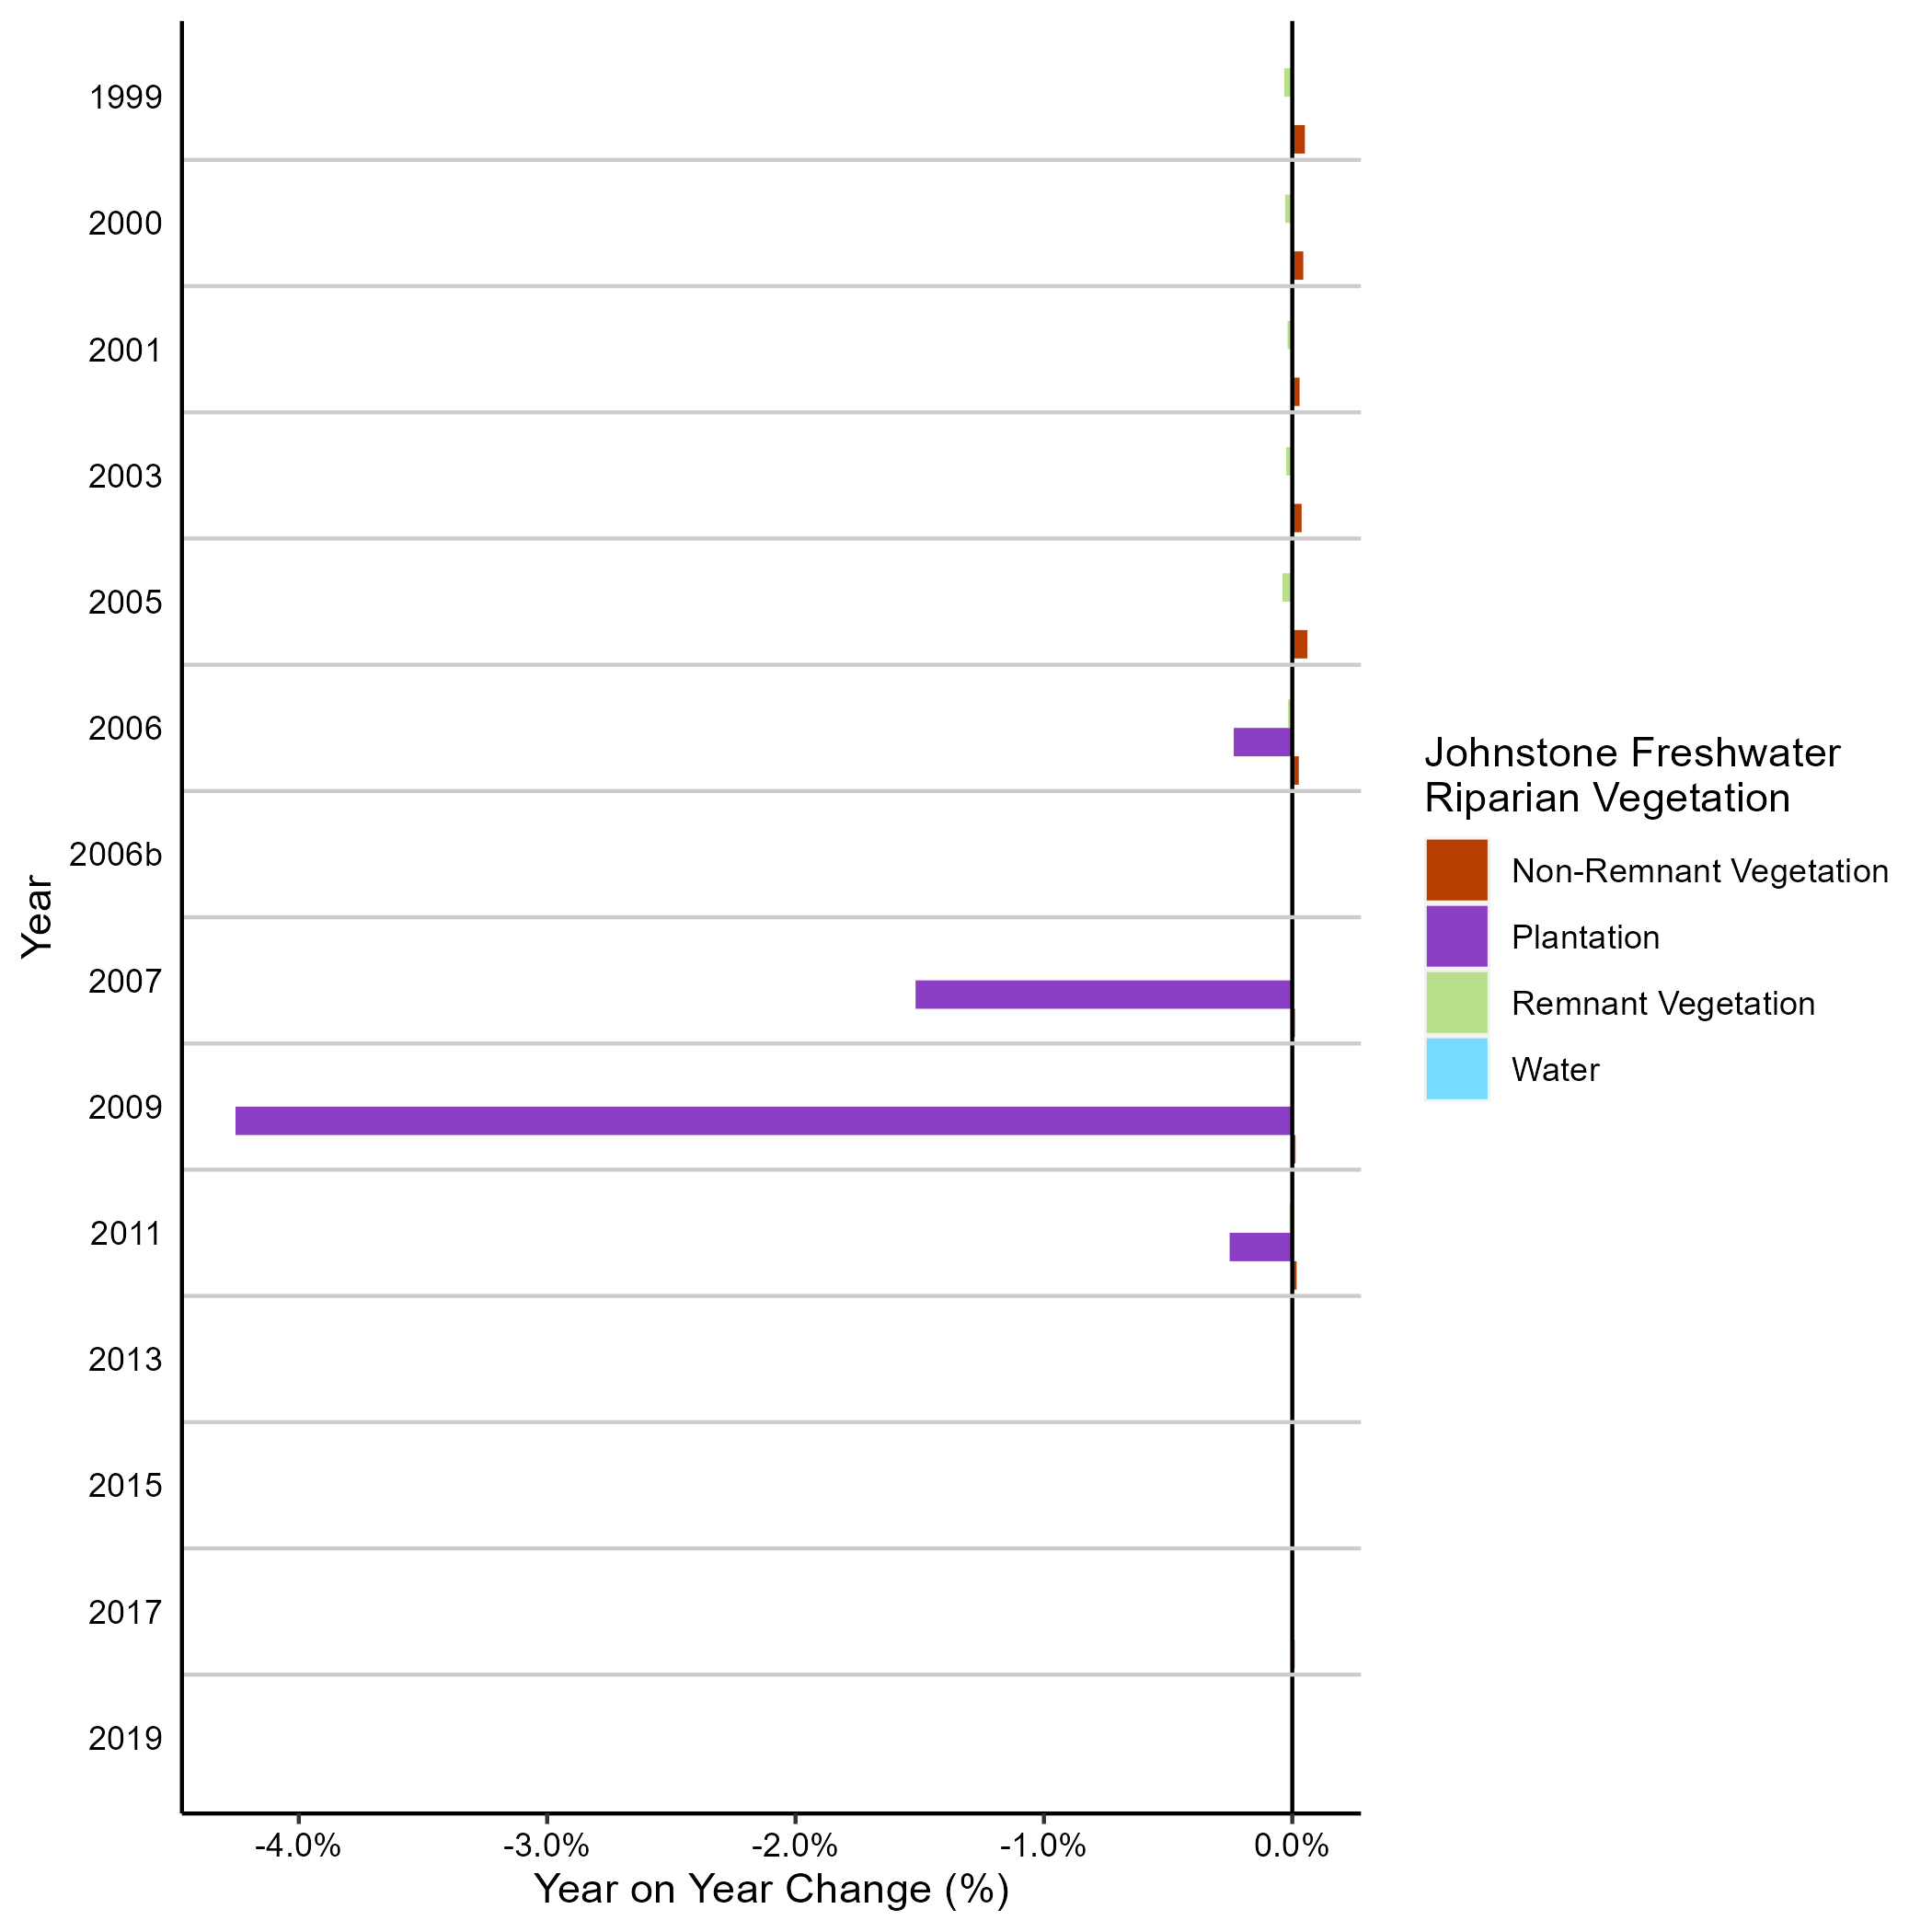 1999
2000
2001
2003
2005
2006
2006b
2007
2009
2011
2013
2015
2017
2019
Year
-4.0%
-3.0%
-2.0%
-1.0%
0.0%
Year on Year Change (%)
Johnstone Freshwater
Riparian Vegetation
Non-Remnant Vegetation
Plantation
Remnant Vegetation
Water